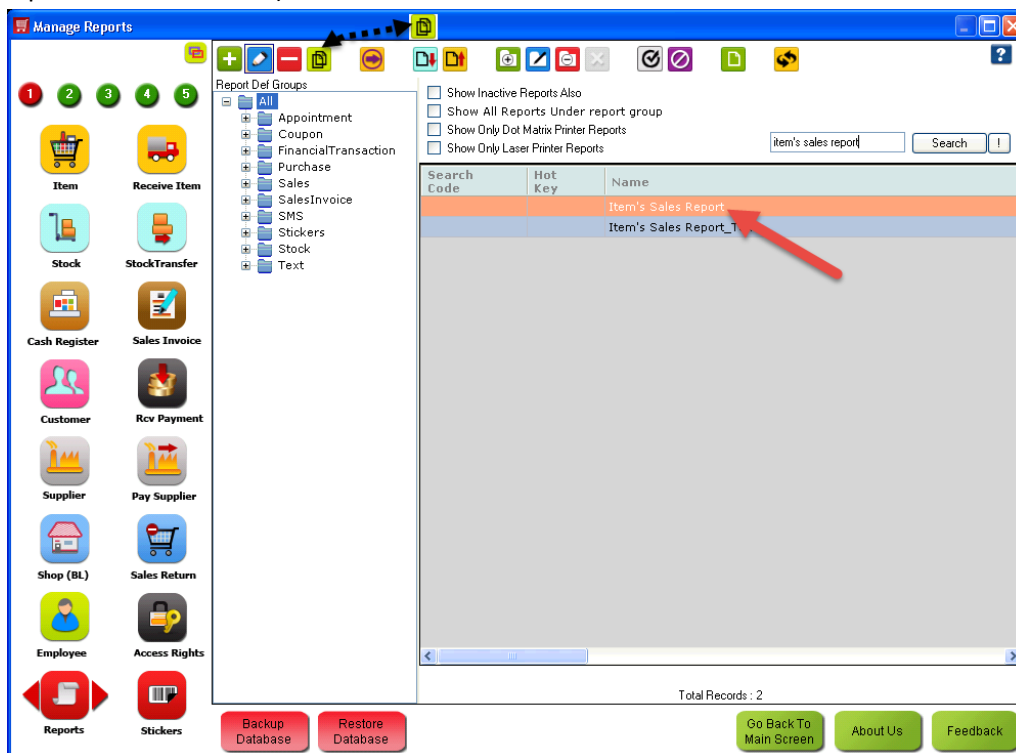 Manage Reports
1 2 3 4 5
Item
Receive Item
Stock
StockTransfer
Cash Register
Sales Invoice
Customer
Rcv Payment
Supplier
Pay Supplier
Shop (BL)
Sales Return
Employee
Access Rights
Reports
Stickers
Report Def Groups
All
Appointment
Coupon
FinancialTransaction
Purchase
Sales
SalesInvoice
SMS
Stickers
Stock
Text
?
Show Inactive Reports Also
Show All Reports Under report group
Show Only Dot Matrix Printer Reports
Show Only Laser Printer Reports
item's sales report
Search
!
Search Code
Hot Key
Name
Item's Sales Report
Item's Sales Report_T
Total Records : 2
Backup Database
Restore Database
Go Back To Main Screen
About Us
Feedback